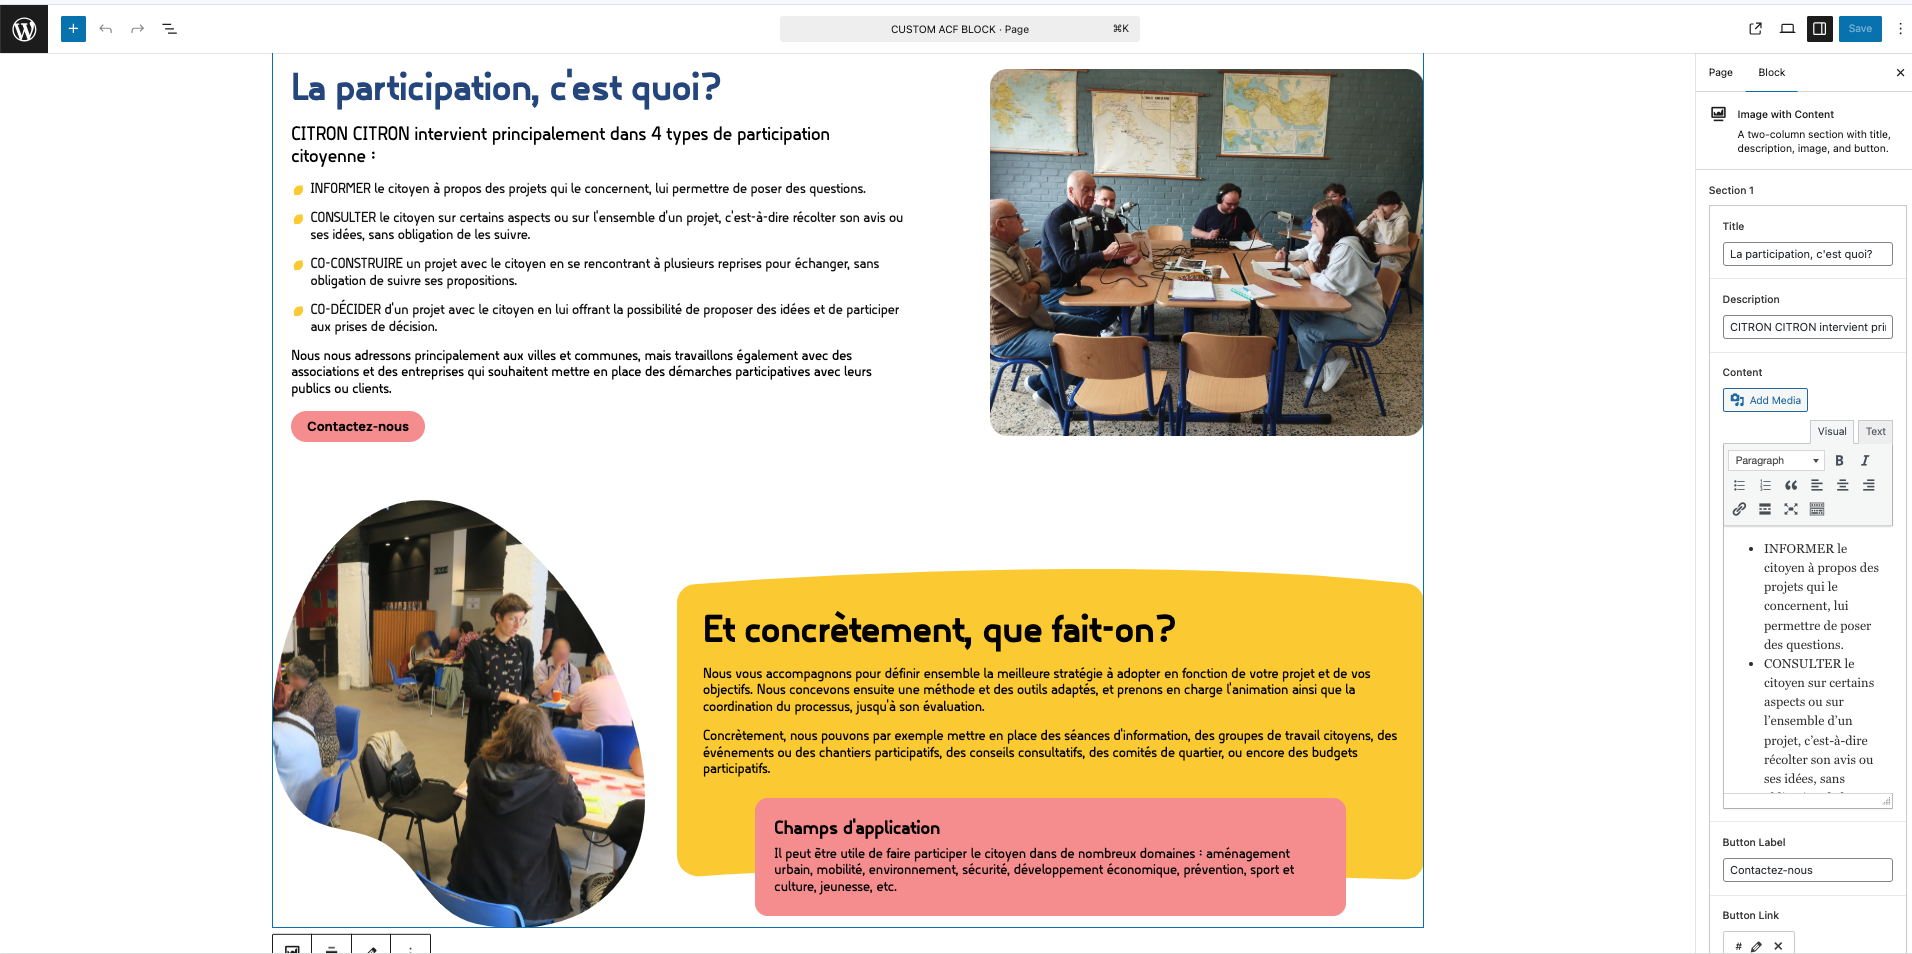 CUSTOM ACF BLOCK · Page
⌘K
Save
La participation, c'est quoi?
CITRON CITRON intervient principalement dans 4 types de participation
citoyenne :
INFORMER le citoyen à propos des projets qui le concernent, lui permettre de poser des questions.
CONSULTER le citoyen sur certains aspects ou sur l'ensemble d'un projet, c'est-à-dire récolter son avis ou
ses idées, sans obligation de les suivre.
CO-CONSTRUIRE un projet avec le citoyen en se rencontrant à plusieurs reprises pour échanger, sans
obligation de suivre ses propositions.
CO-DÉCIDER d'un projet avec le citoyen en lui offrant la possibilité de proposer des idées et de participer
aux prises de décision.
Nous nous adressons principalement aux villes et communes, mais travaillons également avec des
associations et des entreprises qui souhaitent mettre en place des démarches participatives avec leurs
publics ou clients.
Contactez-nous
Et concrètement, que fait-on?
Nous vous accompagnons pour définir ensemble la meilleure stratégie à adopter en fonction de votre projet et de vos
objectifs. Nous concevons ensuite une méthode et des outils adaptés, et prenons en charge l'animation ainsi que la
coordination du processus, jusqu'à son évaluation.
Concrètement, nous pouvons par exemple mettre en place des séances d'information, des groupes de travail citoyens, des
événements ou des chantiers participatifs, des conseils consultatifs, des comités de quartier, ou encore des budgets
participatifs.
Champs d'application
Il peut être utile de faire participer le citoyen dans de nombreux domaines : aménagement
urbain, mobilité, environnement, sécurité, développement économique, prévention, sport et
culture, jeunesse, etc.
Page
Block
Image with Content
A two-column section with title,
description, image, and button.
Section 1
Title
La participation, c'est quoi?
Description
CITRON CITRON intervient pri
Content
Add Media
Visual
Text
Paragraph
B
I
INFORMER le
citoyen à propos des
projets qui le
concernent, lui
permettre de poser
des questions.
CONSULTER le
citoyen sur certains
aspects ou sur
l'ensemble d'un
projet, c'est-à-dire
récolter son avis ou
ses idées, sans
Button Label
Contactez-nous
Button Link
#